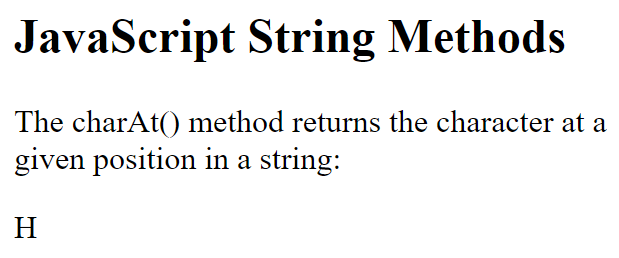 JavaScript String Methods
The charAt() method returns the character at a
given position in a string:
H